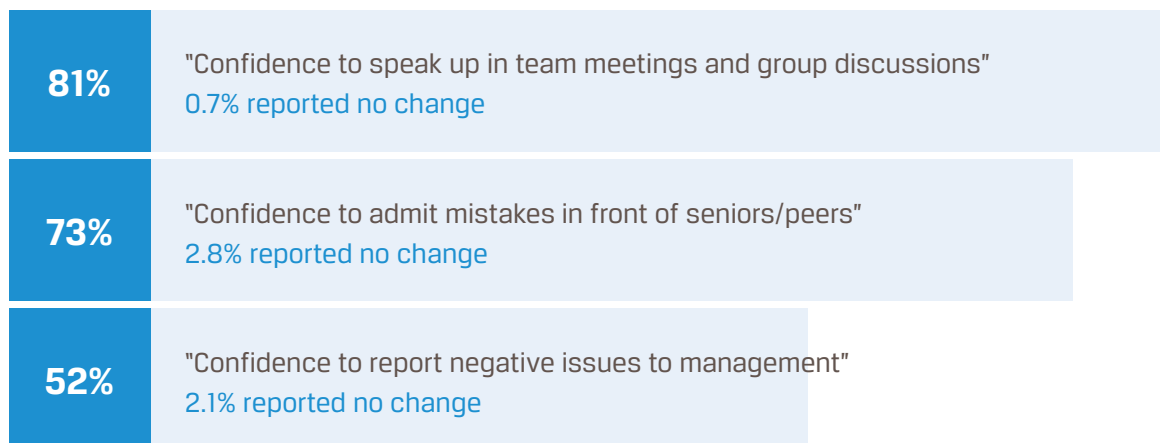 81%
"Confidence to speak up in team meetings and group discussions"
0.7% reported no change
73%
"Confidence to admit mistakes in front of seniors/peers"
2.8% reported no change
52%
"Confidence to report negative issues to management"
2.1% reported no change